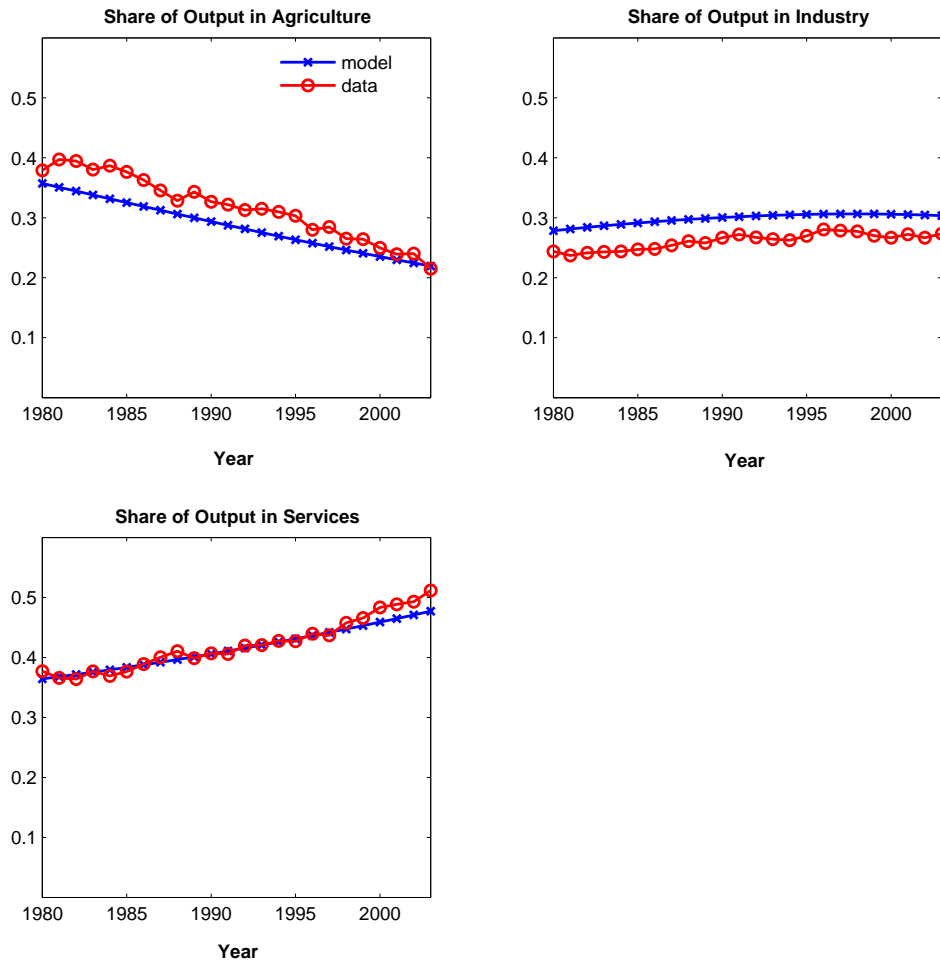 Share of Output in Agriculture
model
data
0.5
0.4
0.3
0.2
0.1
1980 1985 1990 1995 2000
Year
Share of Output in Industry
0.5
0.4
0.3
0.2
0.1
1980 1985 1990 1995 2000
Year
Share of Output in Services
0.5
0.4
0.3
0.2
0.1
1980 1985 1990 1995 2000
Year